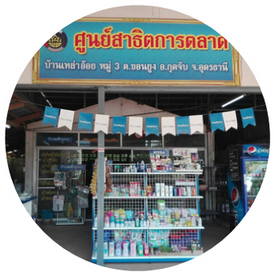 ศูนย์สาธิตการตลาด
บ้านเหล่าอ้อย หมู่ 3 ต.ขอนยูง อ.กุดจับ จ.อุดรธานี
pepsi